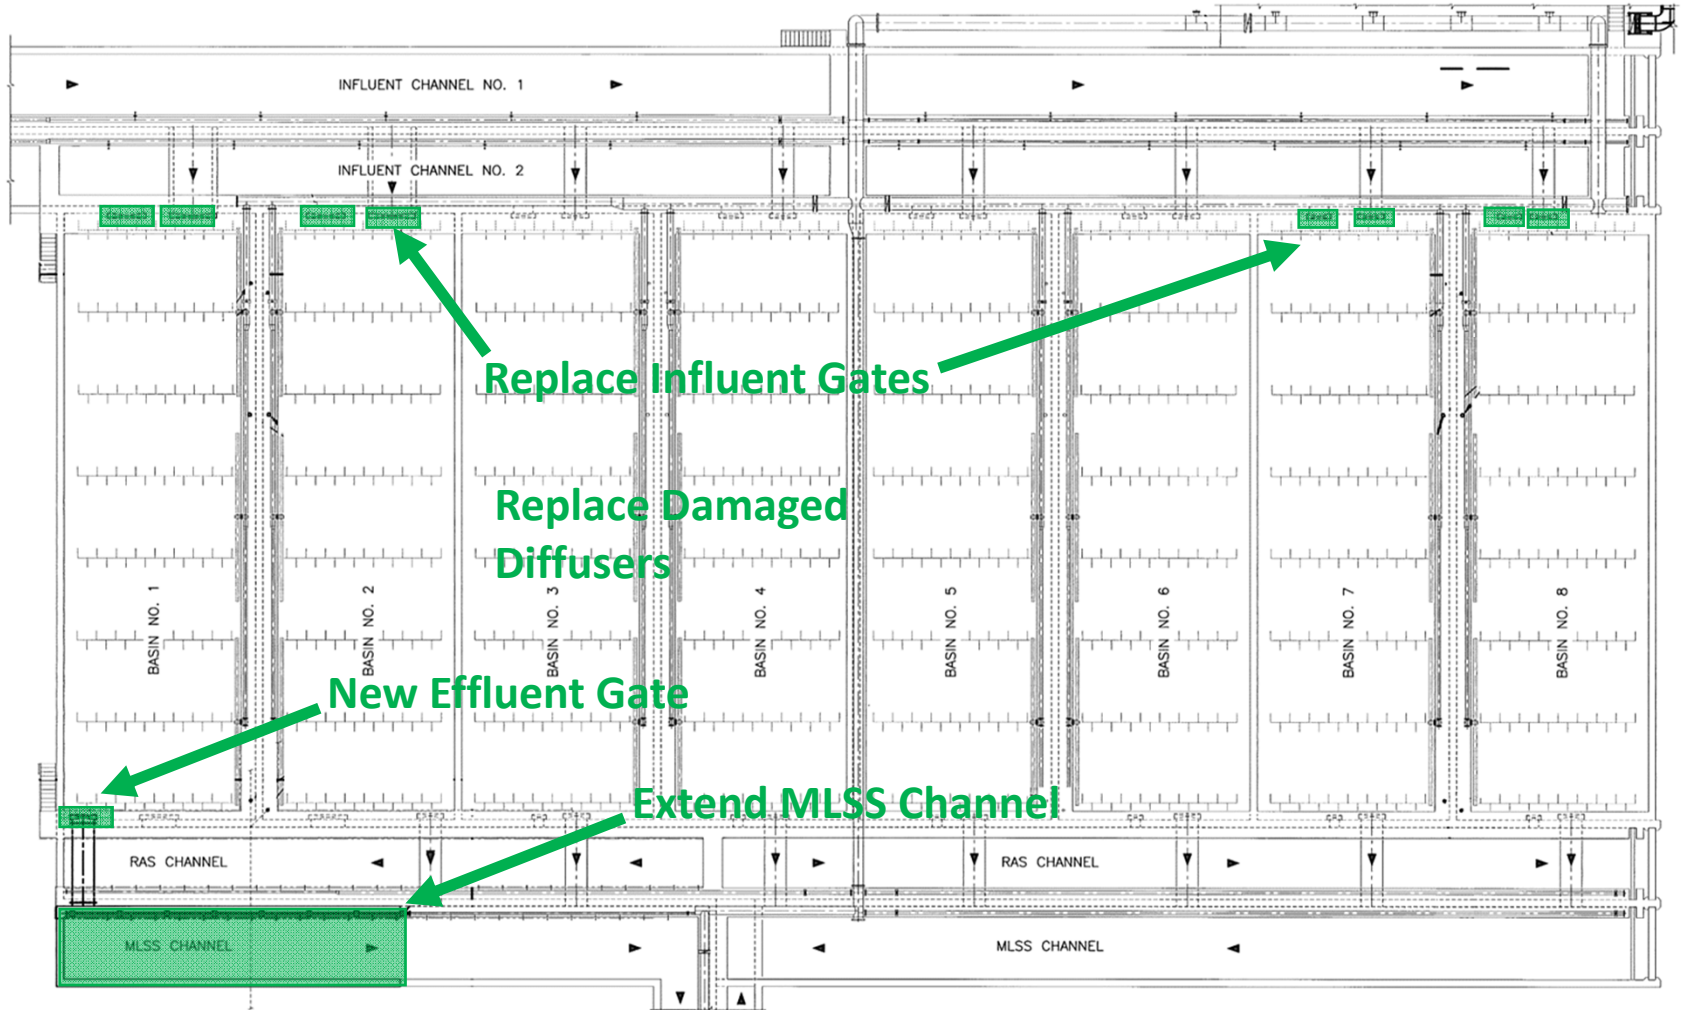 INFLUENT CHANNEL NO. 1
INFLUENT CHANNEL NO. 2
Replace Influent Gates
Replace Damaged
Diffusers
BASIN NO. 1
BASIN NO. 2
BASIN NO. 3
BASIN NO. 4
BASIN NO. 5
BASIN NO. 6
BASIN NO. 7
BASIN NO. 8
New Effluent Gate
Extend MLSS Channel
RAS CHANNEL
RAS CHANNEL
MLSS CHANNEL
MLSS CHANNEL